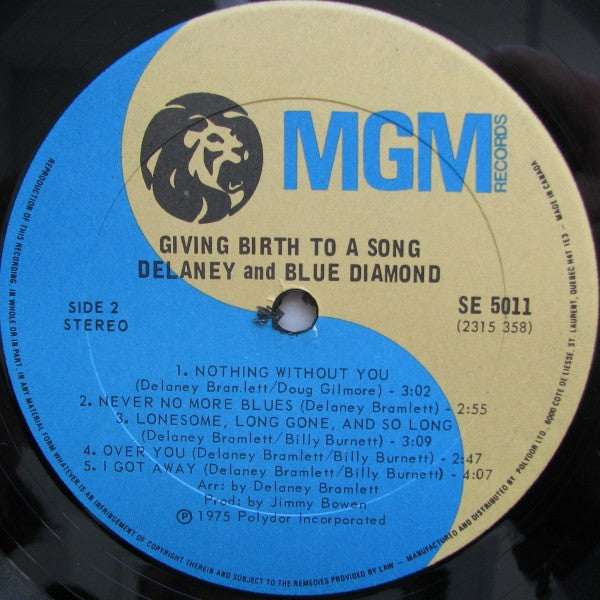 MGM
RECORDS
GIVING BIRTH TO A SONG
DELANEY and BLUE DIAMOND
SIDE 2
STEREO
SE 5011
(2315 358)
1. NOTHING WITHOUT YOU
(Delaney Bramlett/Doug Gilmore) - 3:02
2. NEVER NO MORE BLUES (Delaney Bramlett) - 2:55
3. LONESOME, LONG GONE, AND SO LONG
(Delaney Bramlett/Billy Burnett) - 3:09
4. OVER YOU (Delaney Bramlett/Billy Burnett) - 2:47
5. I GOT AWAY (Delaney Bramlett/Billy Burnett) - 4:07
Arr: by Delaney Bramlett
Prod: by Jimmy Bowen
Ⓟ 1975 Polydor Incorporated
REPRODUCTION OF THIS RECORDING, IN WHOLE OR IN PART, IN ANY MATERIAL FORM WHATEVER IS AN INFRINGEMENT OF COPYRIGHT THEREIN AND SUBJECT TO THE REMEDIES PROVIDED BY LAW – MANUFACTURED AND DISTRIBUTED BY POLYDOR LTD., 6000 COTE DE LIESSE, ST. LAURENT, QUEBEC H4T 1E3 – MADE IN CANADA